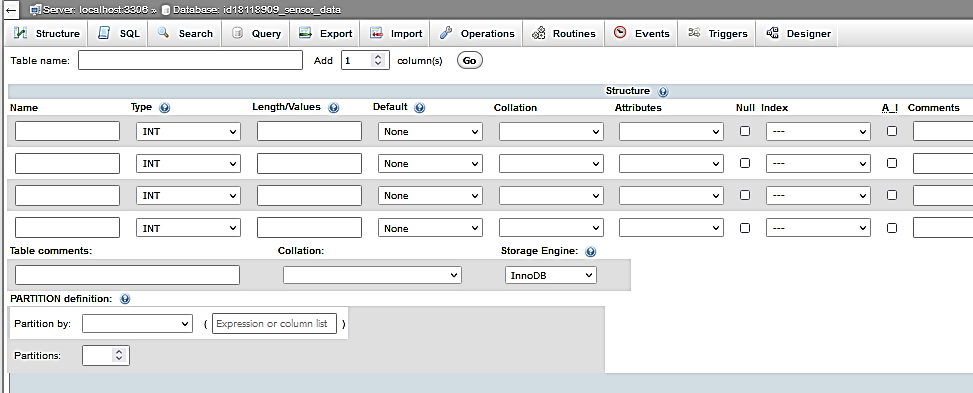 Server: localhost:3306 » Database: id18118909_sensor_data
Structure SQL Search Query Export Import Operations Routines Events Triggers Designer
Table name: Add 1 column(s) Go
Structure
Name Type Length/Values Default Collation Attributes Null Index A_I Comments
INT None ---
INT None ---
INT None ---
INT None ---
Table comments: Collation: Storage Engine:
InnoDB
PARTITION definition:
Partition by: ( Expression or column list )
Partitions: